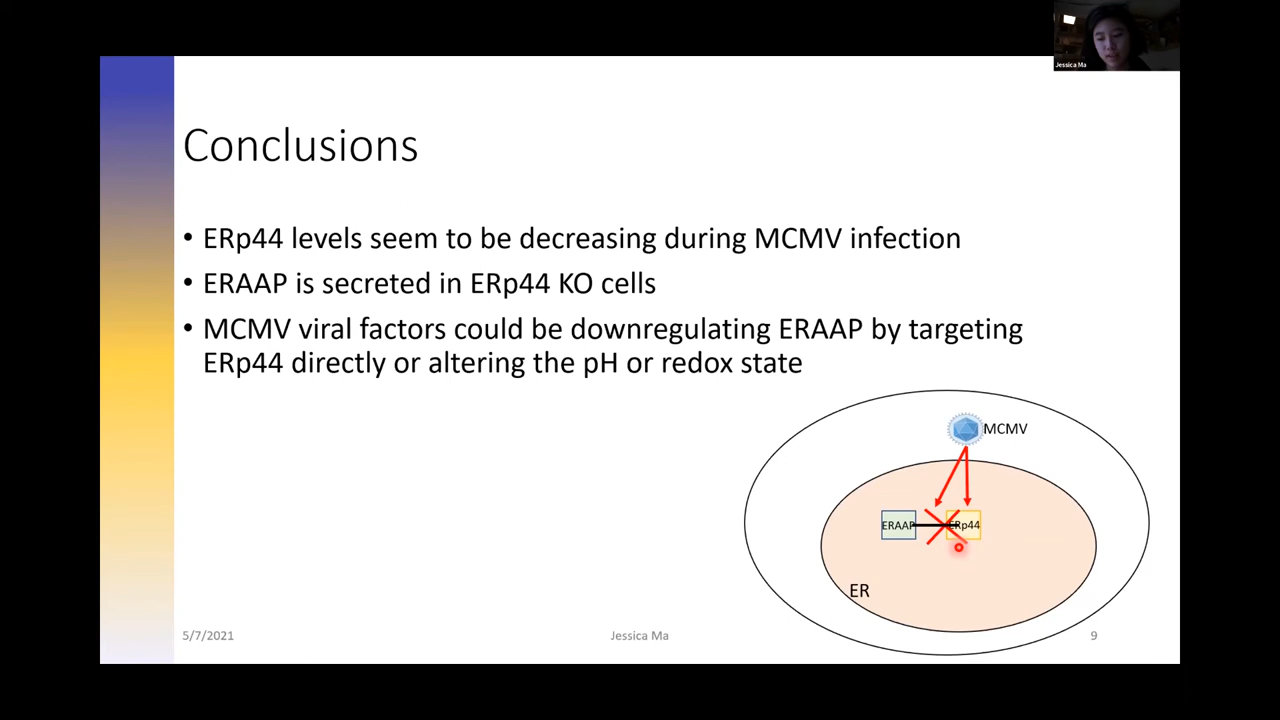 Jessica Ma
Conclusions
• ERp44 levels seem to be decreasing during MCMV infection
• ERAAP is secreted in ERp44 KO cells
• MCMV viral factors could be downregulating ERAAP by targeting
ERp44 directly or altering the pH or redox state
MCMV
ERAAP
ERp44
ER
5/7/2021
Jessica Ma
9